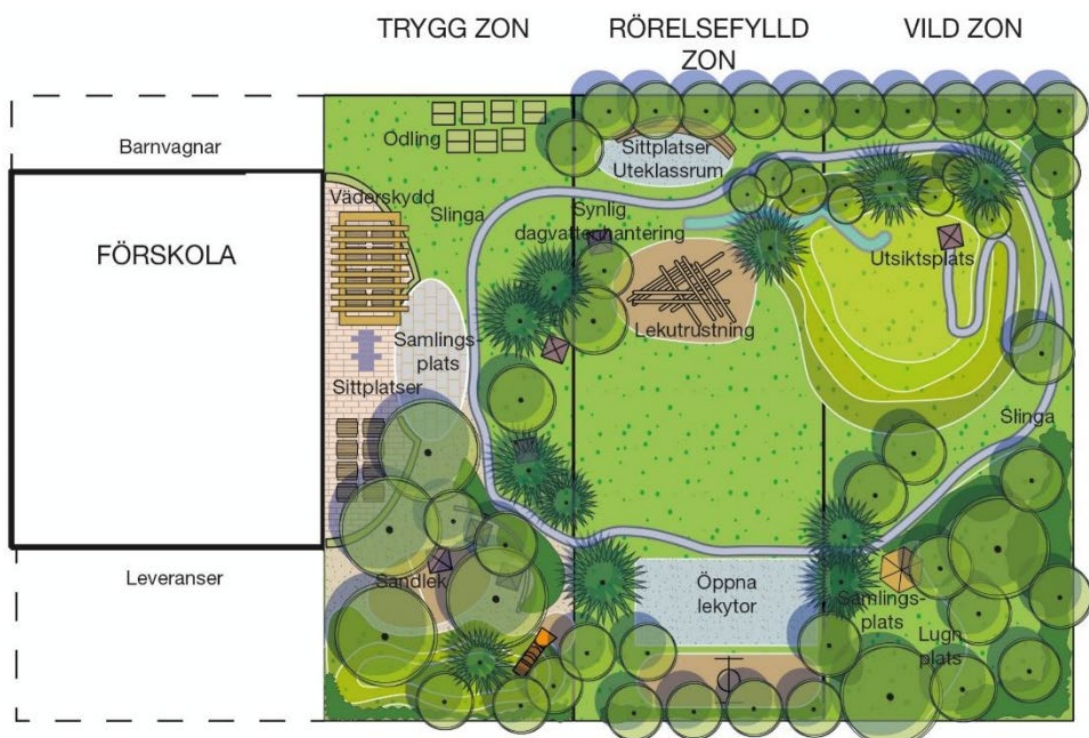 TRYGG ZON
RÖRELSEFYLLD
ZON
VILD ZON
Barnvagnar
FÖRSKOLA
Leveranser
Odling
Väderskydd
Slinga
Samlings-
plats
Sittplatser
Sandlek
Sittplatser
Uteklassrum
Synlig
dagvattenhantering
Lekutrustning
Öppna
lekytor
Utsiktsplats
Slinga
Samlings-
plats
Lugn
plats